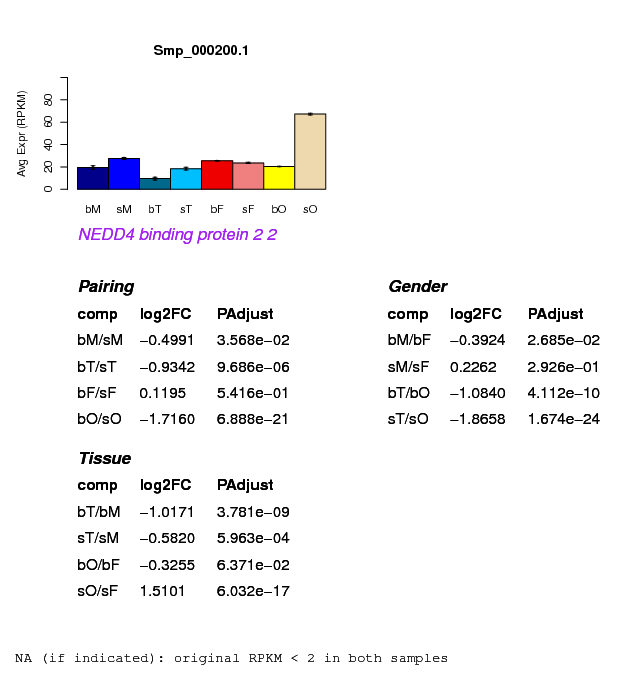 Smp_000200.1
Avg Expr (RPKM)
0 20 40 60 80
bM sM bT sT bF sF bO sO
NEDD4 binding protein 2 2
Pairing
comp log2FC PAdjust
bM/sM −0.4991 3.568e−02
bT/sT −0.9342 9.686e−06
bF/sF 0.1195 5.416e−01
bO/sO −1.7160 6.888e−21
Gender
comp log2FC PAdjust
bM/bF −0.3924 2.685e−02
sM/sF 0.2262 2.926e−01
bT/bO −1.0840 4.112e−10
sT/sO −1.8658 1.674e−24
Tissue
comp log2FC PAdjust
bT/bM −1.0171 3.781e−09
sT/sM −0.5820 5.963e−04
bO/bF −0.3255 6.371e−02
sO/sF 1.5101 6.032e−17
NA (if indicated): original RPKM < 2 in both samples